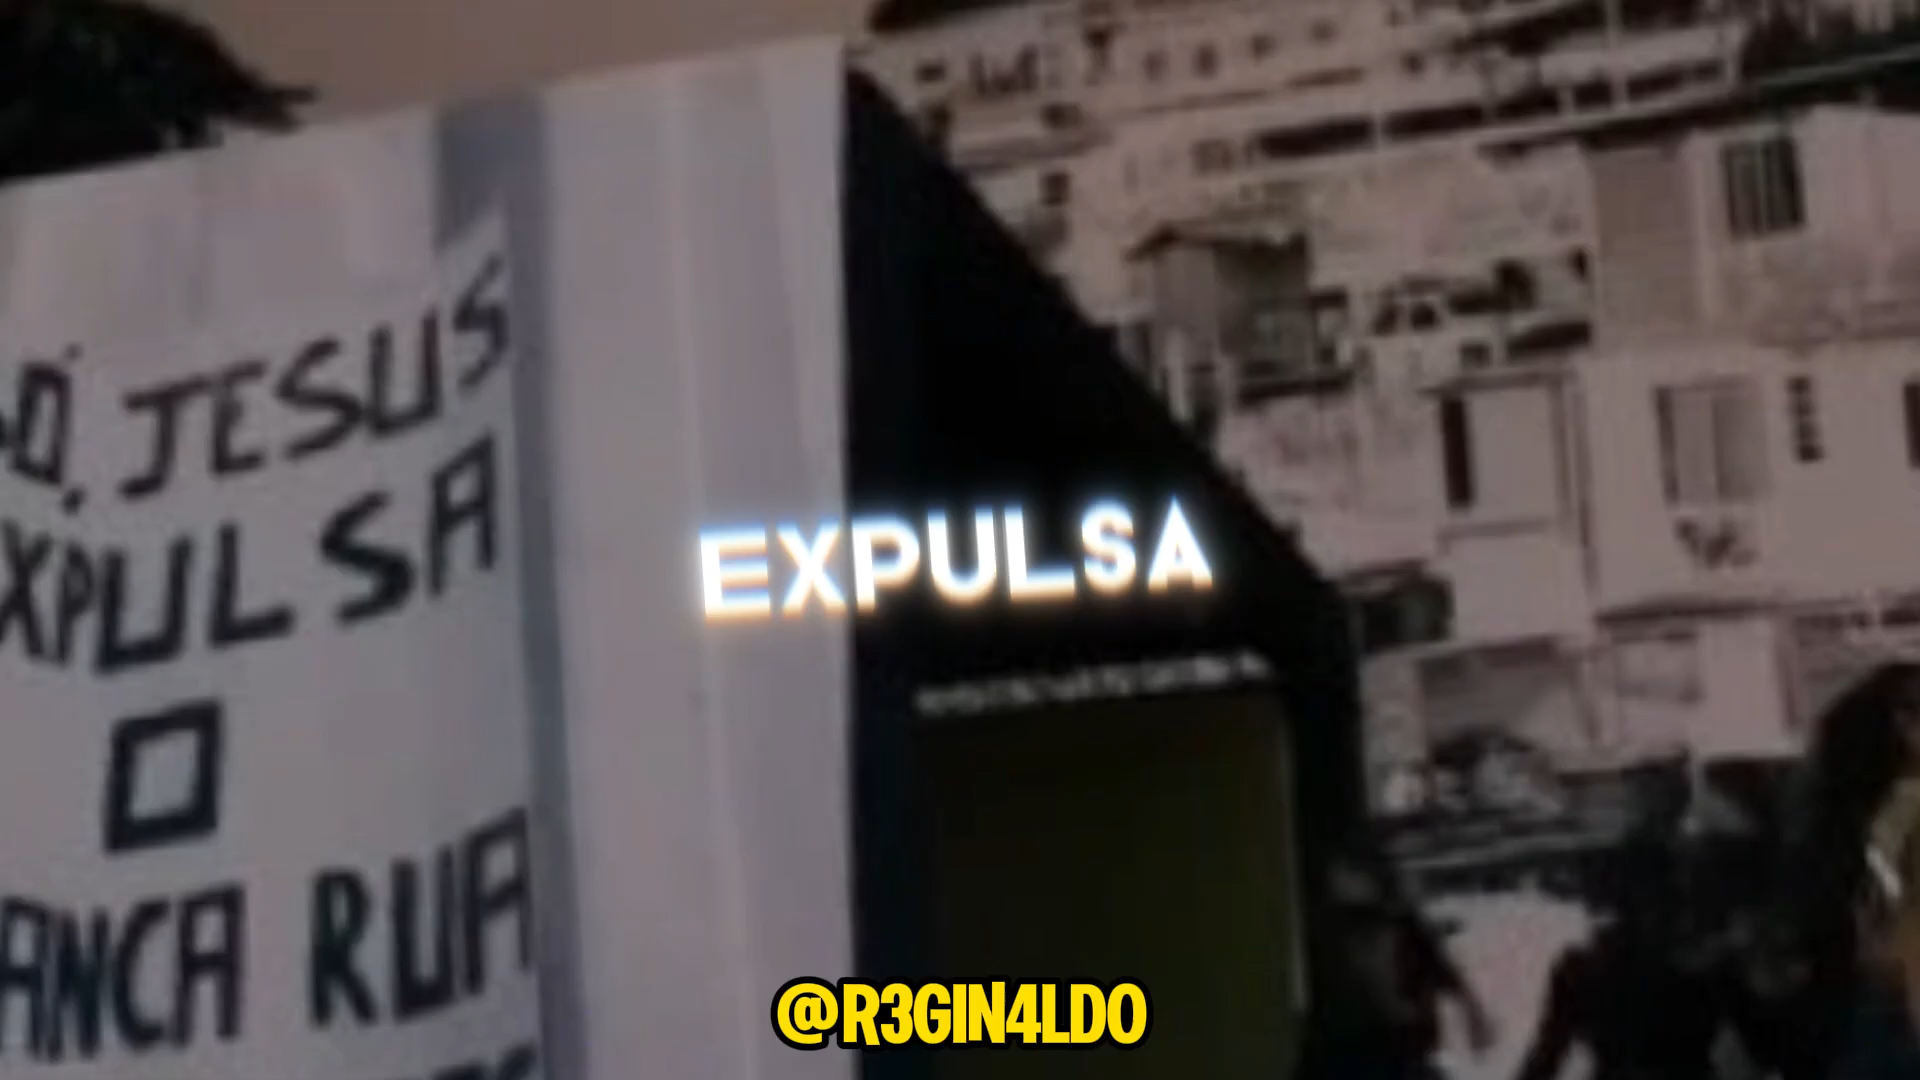 JESUS
XPULSA
O
ANCA RUA
EXPULSA
@R3GIN4LDO